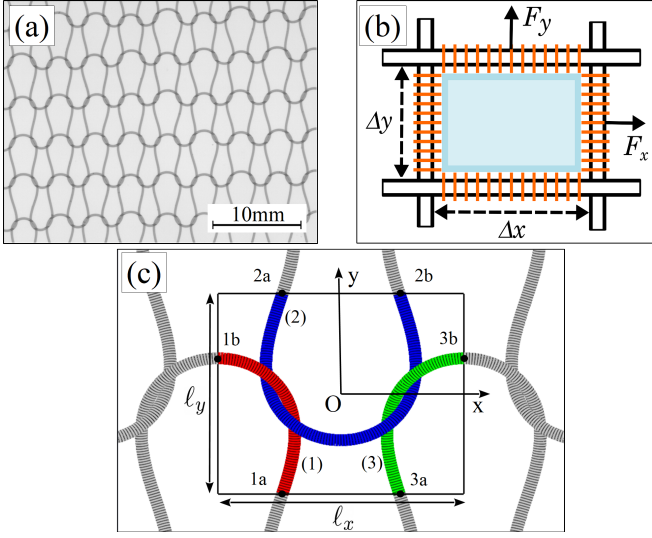 (a)
10mm
(b)
F_y
Δy
F_x
Δx
(c)
2a
y
2b
(2)
1b
3b
ℓ_y
O
x
(1)
(3)
1a
3a
ℓ_x